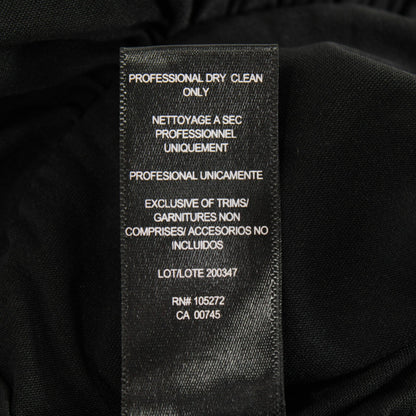 PROFESSIONAL DRY CLEAN
ONLY
NETTOYAGE A SEC
PROFESSIONNEL
UNIQUEMENT
PROFESIONAL UNICAMENTE
EXCLUSIVE OF TRIMS/
GARNITURES NON
COMPRISES/ ACCESORIOS NO
INCLUIDOS
LOT/LOTE 200347
RN# 105272
CA 00745